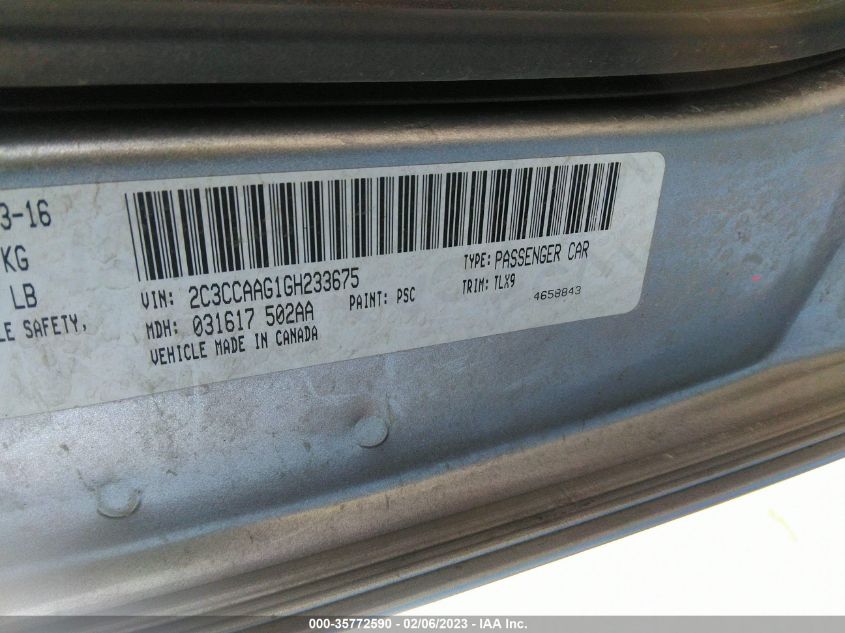 3-16
KG
LB
LE SAFETY,
VIN: 2C3CCAAG1GH233675
TYPE: PASSENGER CAR
MDH: 031617 502AA
PAINT: PSC
TRIM: TLX9
VEHICLE MADE IN CANADA
4658843
000-35772590 - 02/06/2023 - IAA Inc.